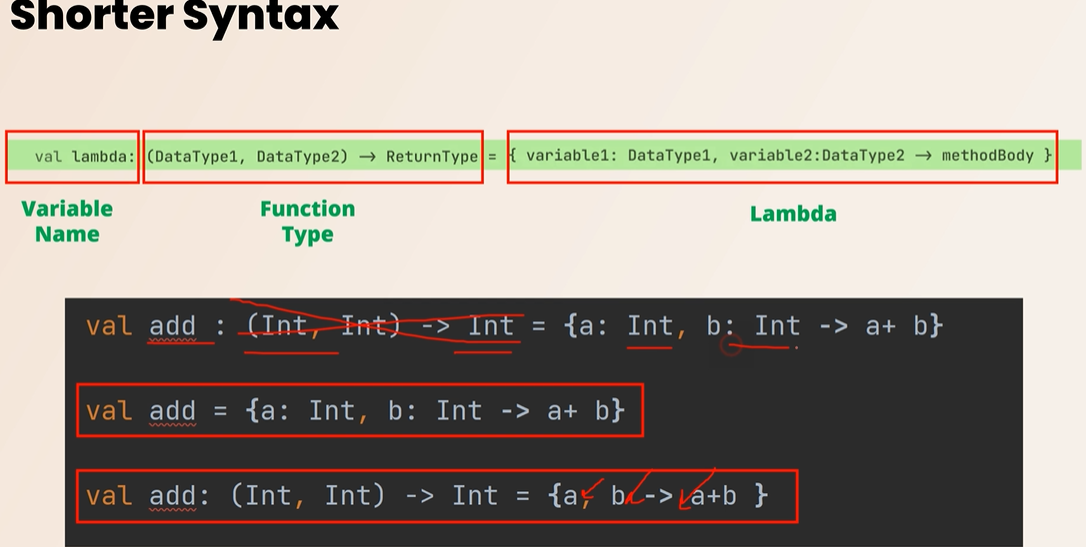 Shorter Syntax
val lambda: (DataType1, DataType2) → ReturnType = { variable1: DataType1, variable2:DataType2 → methodBody }
Variable Name
Function Type
Lambda
val add : (Int, Int) -> Int = {a: Int, b: Int -> a+ b}
val add = {a: Int, b: Int -> a+ b}
val add: (Int, Int) -> Int = {a, b -> a+b }